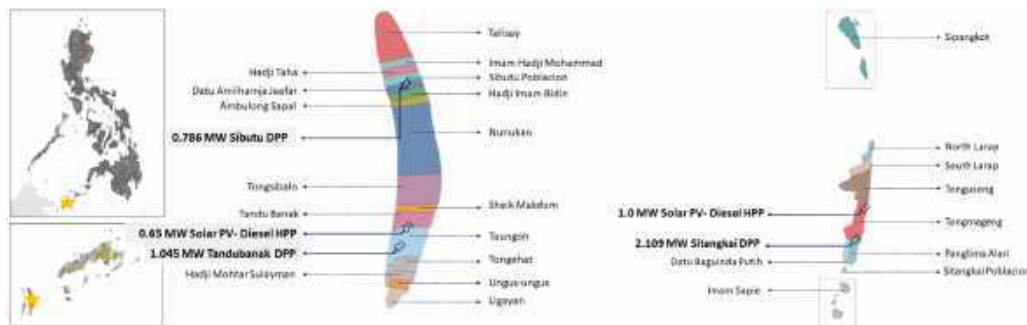 Talisay
Imam Hadji Mohammad
Hadji Taha
Sibutu Poblacion
Datu Amilhamja Jaafar
Hadji Imam Bidin
Ambulong Sapal
0.786 MW Sibutu DPP
Nunukan
Tongsibalo
Sheik Makdum
Tandu Banak
0.65 MW Solar PV- Diesel HPP
Taungoh
1.045 MW Tandubanak DPP
Tongehat
Hadji Mohtar Sulayman
Ungus-ungus
Ligayan
Sipangkot
North Larap
South Larap
Tongusong
1.0 MW Solar PV- Diesel HPP
Tongmageng
2.109 MW Sitangkai DPP
Panglima Alari
Datu Baguinda Putih
Sitangkai Poblacion
Imam Sapie